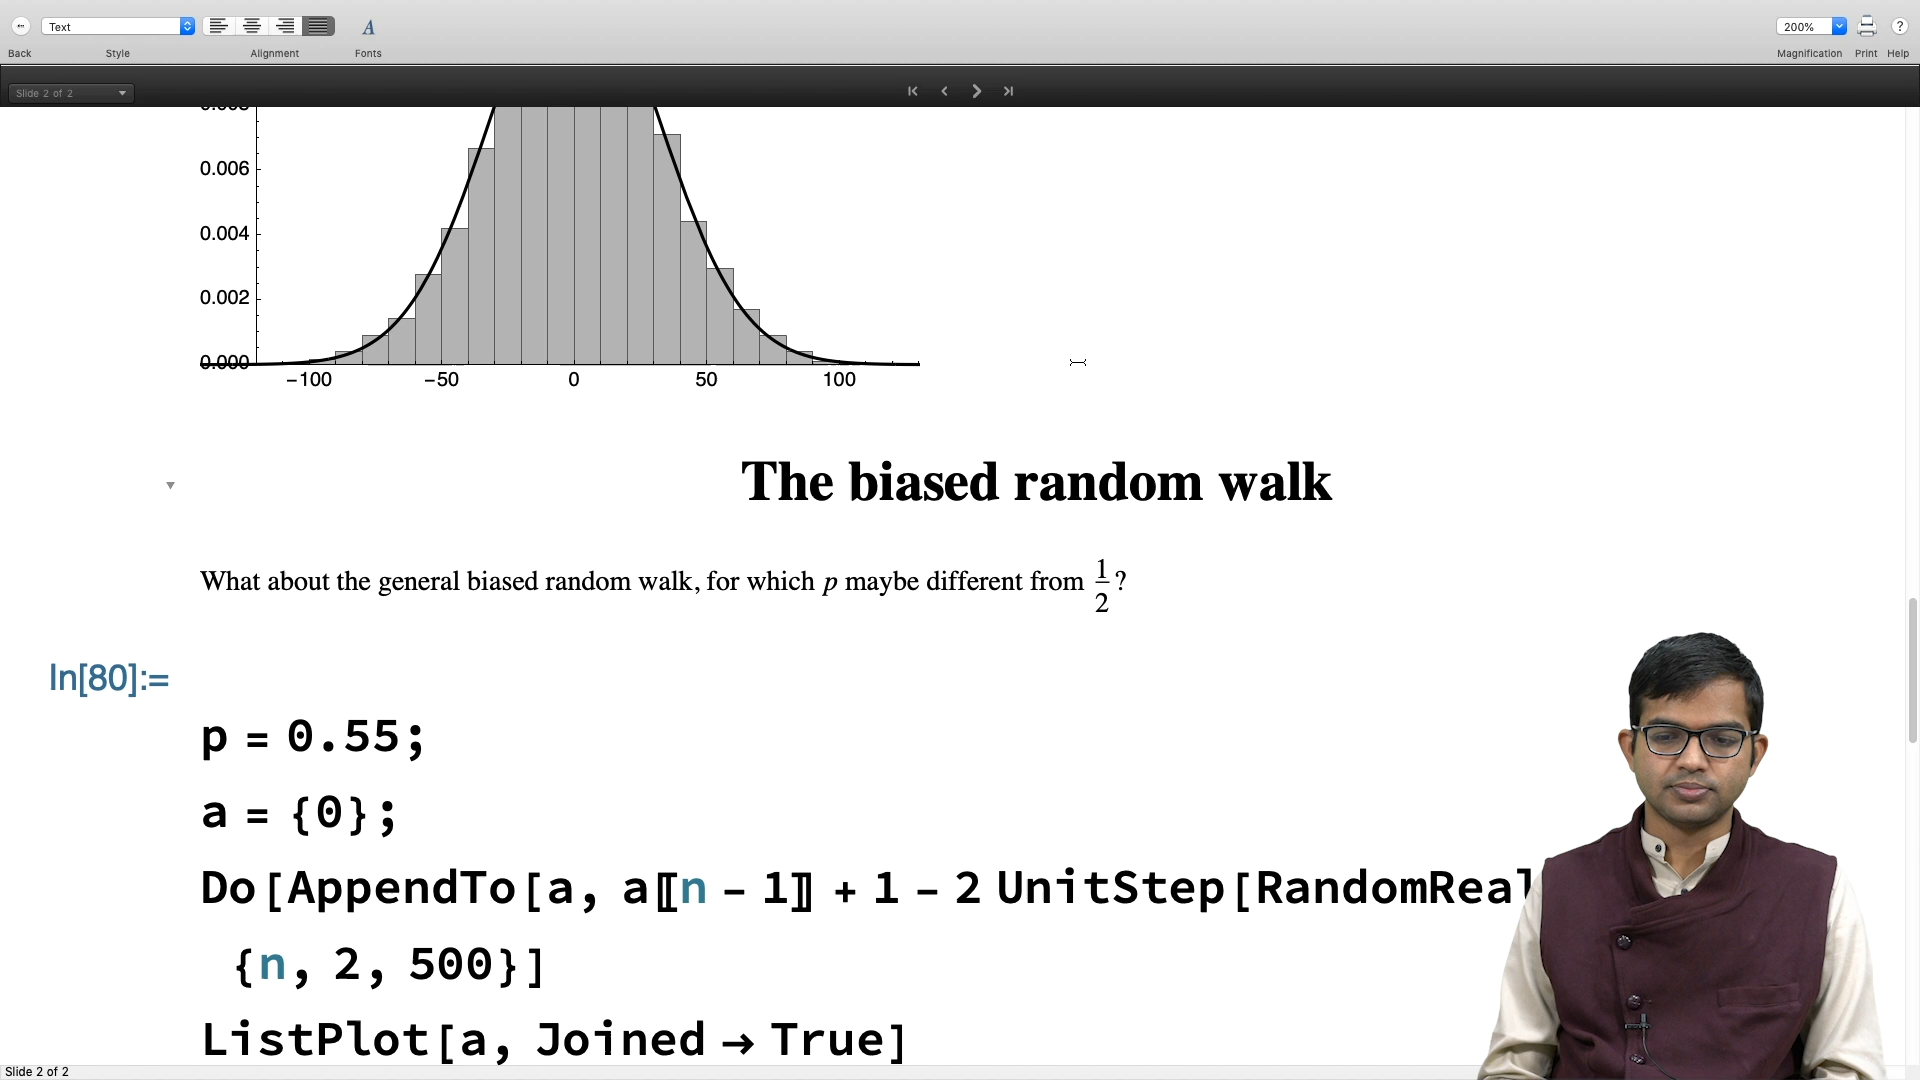 Text
200%
Back
Style
Alignment
A
Fonts
Magnification
Print
?
Help
Slide 2 of 2
0.006
0.004
0.002
0.000
−100
−50
0
50
100
The biased random walk
What about the general biased random walk, for which p maybe different from 1/2?
In[80]:=
p = 0.55;
a = {0};
Do[AppendTo[a, a[[n − 1]] + 1 − 2 UnitStep[RandomReal
{n, 2, 500}]
ListPlot[a, Joined → True]
Slide 2 of 2